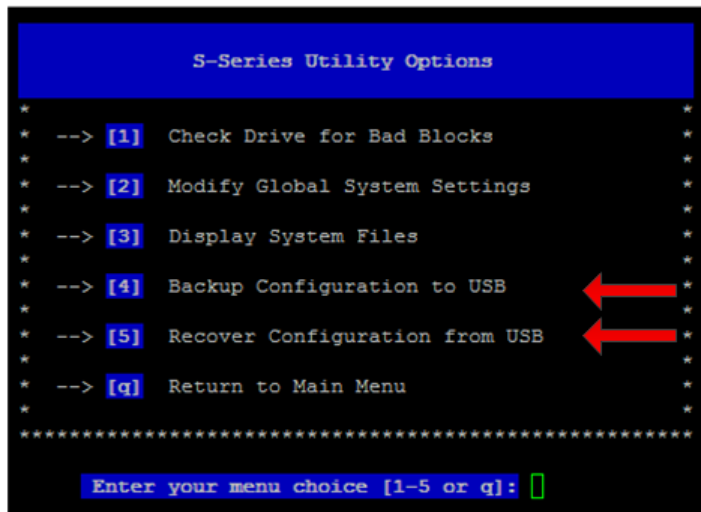 S-Series Utility Options
* *
* --> [1] Check Drive for Bad Blocks *
* *
* --> [2] Modify Global System Settings *
* *
* --> [3] Display System Files *
* *
* --> [4] Backup Configuration to USB *
* *
* --> [5] Recover Configuration from USB *
* *
* --> [q] Return to Main Menu *
* *
******************************************************
Enter your menu choice [1-5 or q]: